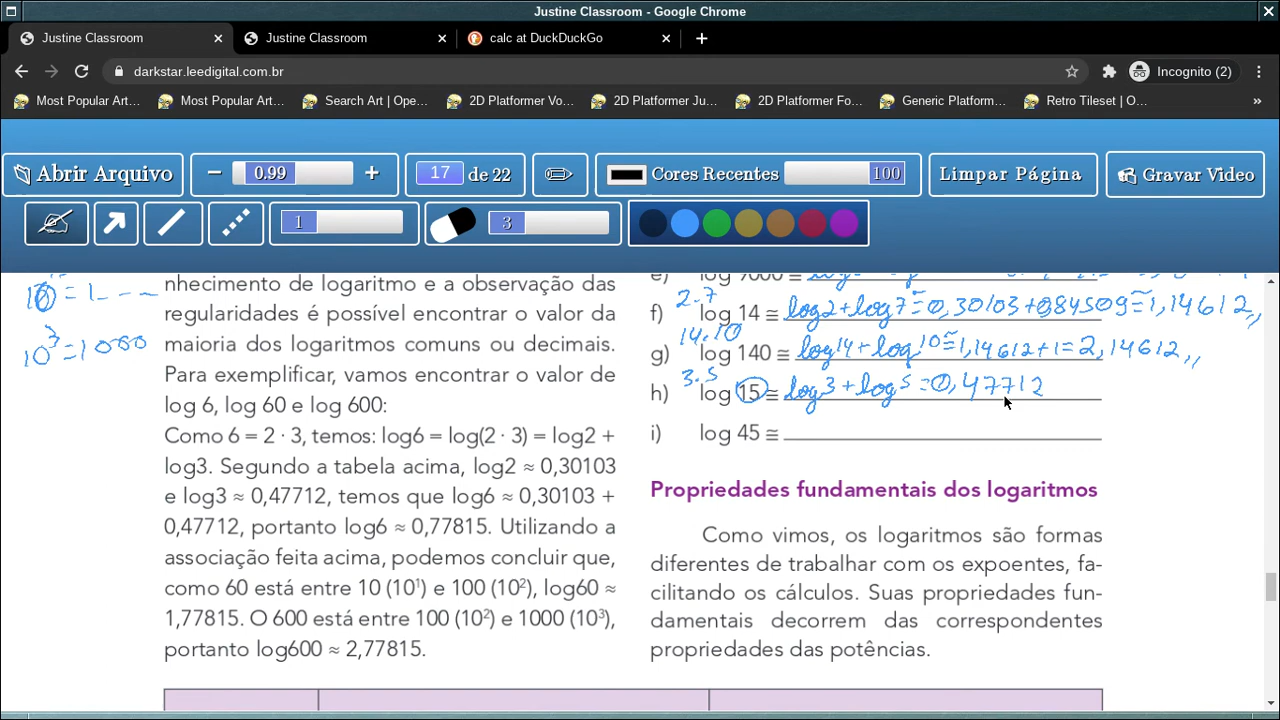 Justine Classroom - Google Chrome
Justine Classroom
Justine Classroom
calc at DuckDuckGo
darkstar.leedigital.com.br
Incognito (2)
Most Popular Art...
Most Popular Art...
Search Art | Ope...
2D Platformer Vo...
2D Platformer Ju...
2D Platformer Fo...
Generic Platform...
Retro Tileset | O...
Abrir Arquivo
0.99
17 de 22
Cores Recentes
100
Limpar Página
Gravar Video
1
3
10 = 1 - - -
10³ = 1000
nhecimento de logaritmo e a observação das
regularidades é possível encontrar o valor da
maioria dos logaritmos comuns ou decimais.
Para exemplificar, vamos encontrar o valor de
log 6, log 60 e log 600:
Como 6 = 2 · 3, temos: log6 = log(2 · 3) = log2 +
log3. Segundo a tabela acima, log2 ≈ 0,30103
e log3 ≈ 0,47712, temos que log6 ≈ 0,30103 +
0,47712, portanto log6 ≈ 0,77815. Utilizando a
associação feita acima, podemos concluir que,
como 60 está entre 10 (10¹) e 100 (10²), log60 ≈
1,77815. O 600 está entre 100 (10²) e 1000 (10³),
portanto log600 ≈ 2,77815.
e) log 7000 ≅
2.7
f) log 14 ≅ log2 + log7 ≅ 0,30103 + 0,84509 ≅ 1,14612,,
14.10
g) log 140 ≅ log14 + log10 ≅ 1,14612 + 1 = 2,14612,,
3.5
h) log 15 ≅ log3 + log5 = 0,47712
i) log 45 ≅
Propriedades fundamentais dos logaritmos
Como vimos, os logaritmos são formas
diferentes de trabalhar com os expoentes, fa-
cilitando os cálculos. Suas propriedades fun-
damentais decorrem das correspondentes
propriedades das potências.